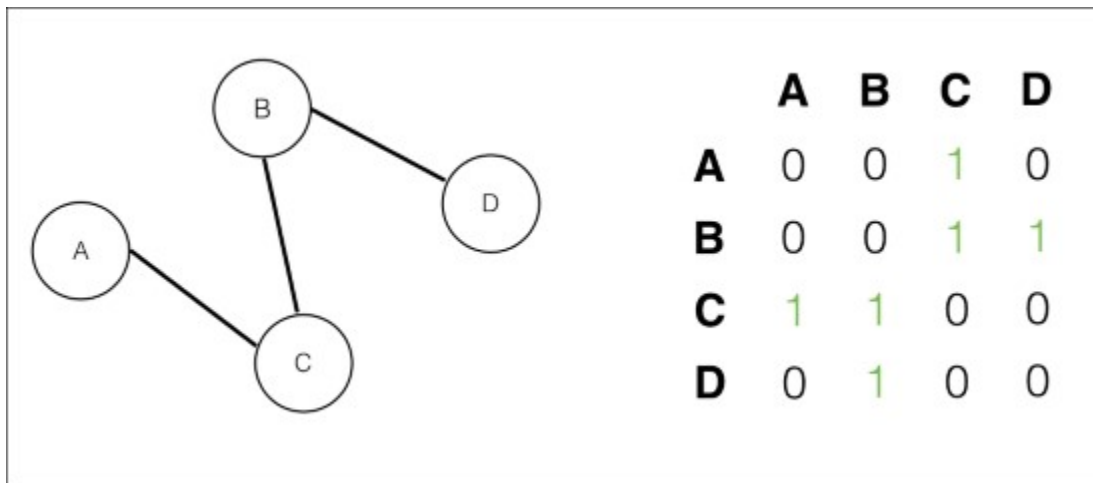 B
D
A
C
A B C D
A 0 0 1 0
B 0 0 1 1
C 1 1 0 0
D 0 1 0 0